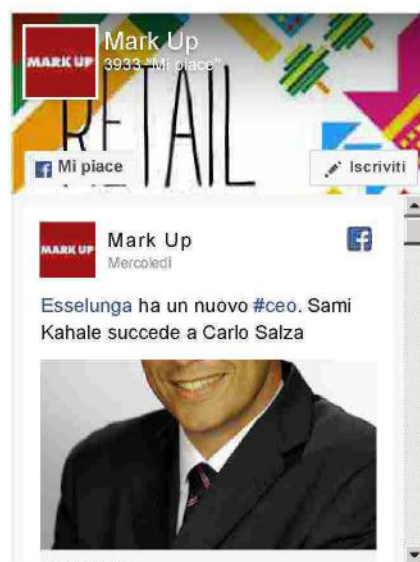 MARK UP
Mark Up
3933 "Mi piace"
RETAIL
Mi piace
Iscriviti
MARK UP
Mark Up
Mercoledì
Esselunga ha un nuovo #ceo. Sami
Kahale succede a Carlo Salza